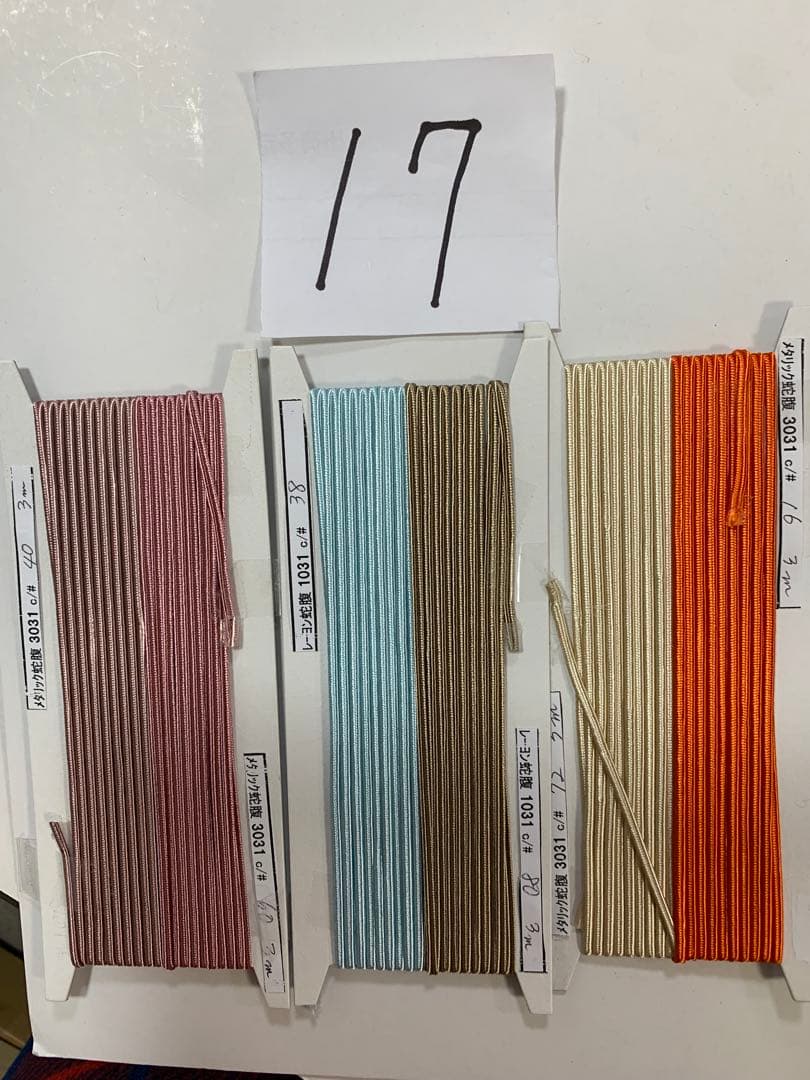 17
メタリック蛇腹 3031 c/# 40 3m
メタリック蛇腹 3031 c/# 60 3m
レーヨン蛇腹 1031 c/# 38
レーヨン蛇腹 1031 c/# 80 3m
メタリック蛇腹 3031 c/# 72 3m
メタリック蛇腹 3031 c/# 16 3m